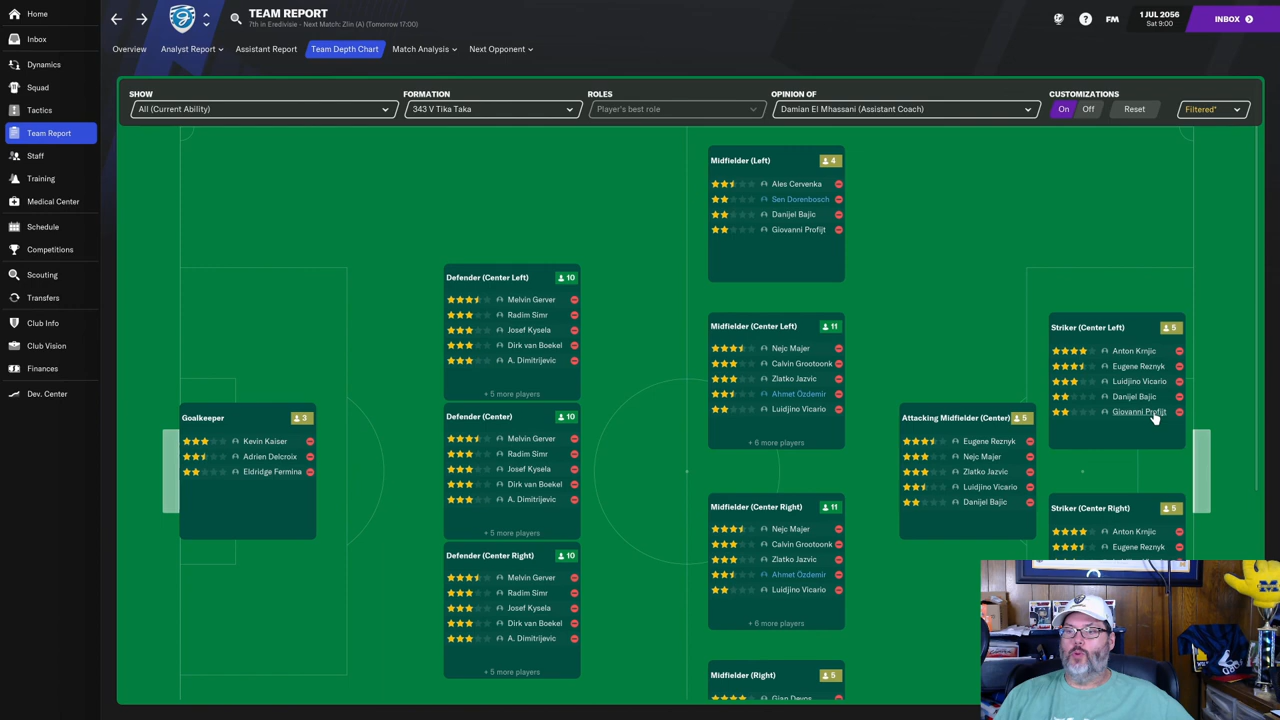 TEAM REPORT
7th in Eredivisie - Next Match: Zlín (A) (Tomorrow 17:00)
FM
1 JUL 2056
Sat 9:00
INBOX
Home
Inbox
Dynamics
Squad
Tactics
Team Report
Staff
Training
Medical Center
Schedule
Competitions
Scouting
Transfers
Club Info
Club Vision
Finances
Dev. Center
Overview
Analyst Report
Assistant Report
Team Depth Chart
Match Analysis
Next Opponent
SHOW
All (Current Ability)
FORMATION
343 V Tika Taka
ROLES
Player's best role
OPINION OF
Damian El Mhassani (Assistant Coach)
CUSTOMIZATIONS
On Off Reset
Filtered*
Goalkeeper 3
Kevin Kaiser
Adrien Delcroix
Eldridge Fermina
Defender (Center Left) 10
Melvin Gerver
Radim Simr
Josef Kysela
Dirk van Boekel
A. Dimitrijevic
+ 5 more players
Defender (Center) 10
Melvin Gerver
Radim Simr
Josef Kysela
Dirk van Boekel
A. Dimitrijevic
+ 5 more players
Defender (Center Right) 10
Melvin Gerver
Radim Simr
Josef Kysela
Dirk van Boekel
A. Dimitrijevic
+ 5 more players
Midfielder (Left) 4
Ales Cervenka
Sen Dorenbosch
Danijel Bajic
Giovanni Profijt
Midfielder (Center Left) 11
Nejc Majer
Calvin Grootoonk
Zlatko Jazvic
Ahmet Özdemir
Luidjino Vicario
+ 6 more players
Midfielder (Center Right) 11
Nejc Majer
Calvin Grootoonk
Zlatko Jazvic
Ahmet Özdemir
Luidjino Vicario
+ 6 more players
Midfielder (Right) 5
Gian Devos
Attacking Midfielder (Center) 5
Eugene Reznyk
Nejc Majer
Zlatko Jazvic
Luidjino Vicario
Danijel Bajic
Striker (Center Left) 5
Anton Krnjic
Eugene Reznyk
Luidjino Vicario
Danijel Bajic
Giovanni Profijt
Striker (Center Right) 5
Anton Krnjic
Eugene Reznyk